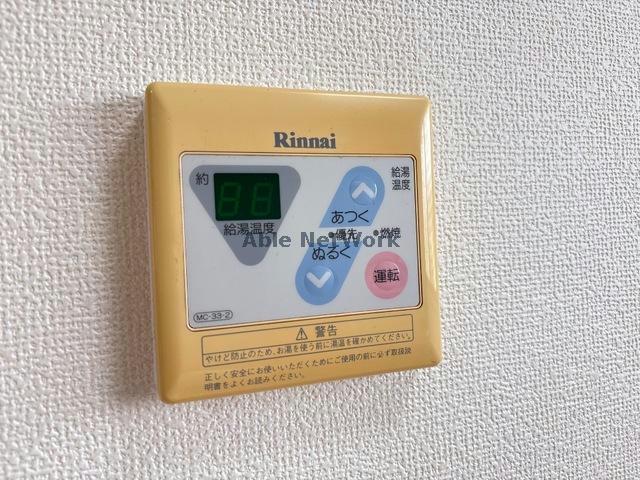 Rinnai
約
88
給湯温度
給湯
温度
あつく
●優先 ●燃焼
ぬるく
運転
Able NetWork
MC-33-2
⚠警告
やけど防止のため、お湯を使う前に湯温を確かめてください。
正しく安全にお使いいただくためにご使用の前に必ず取扱説
明書をよくお読みください。